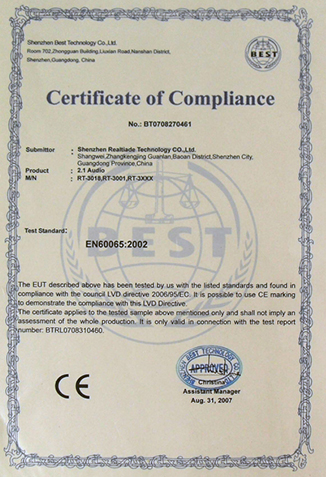 Shenzhen Best Technology Co.,Ltd.
Room 702,Zhongguan Building,Liuxian Road,Nanshan District,
Shenzhen,Guangdong, China
BEST
Certificate of Compliance
No.: BT0708270461
Submittor : Shenzhen Realtiade Technology CO.,Ltd.
Shangwei,Zhangkengjing Guanlan,Baoan District,Shenzhen City,
Guangdong Province,China
Product : 2.1 Audio
M/N : RT-3018,RT-3001,RT-3XXX
BEST
Test Standard:
EN60065:2002
The EUT described above has been tested by us with the listed standards and found in
compliance with the council LVD directive 2006/95/EC. It is possible to use CE marking
to demonstrate the compliance with this LVD Directive.
The certificate applies to the tested sample above mentioned only and shall not imply an
assessment of the whole production. It is only valid in connection with the test report
number: BTRL0708310460.
CE
SHENZHEN BEST TECHNOLOGY
APPROVER
Christina
Assistant Manager
Aug. 31, 2007